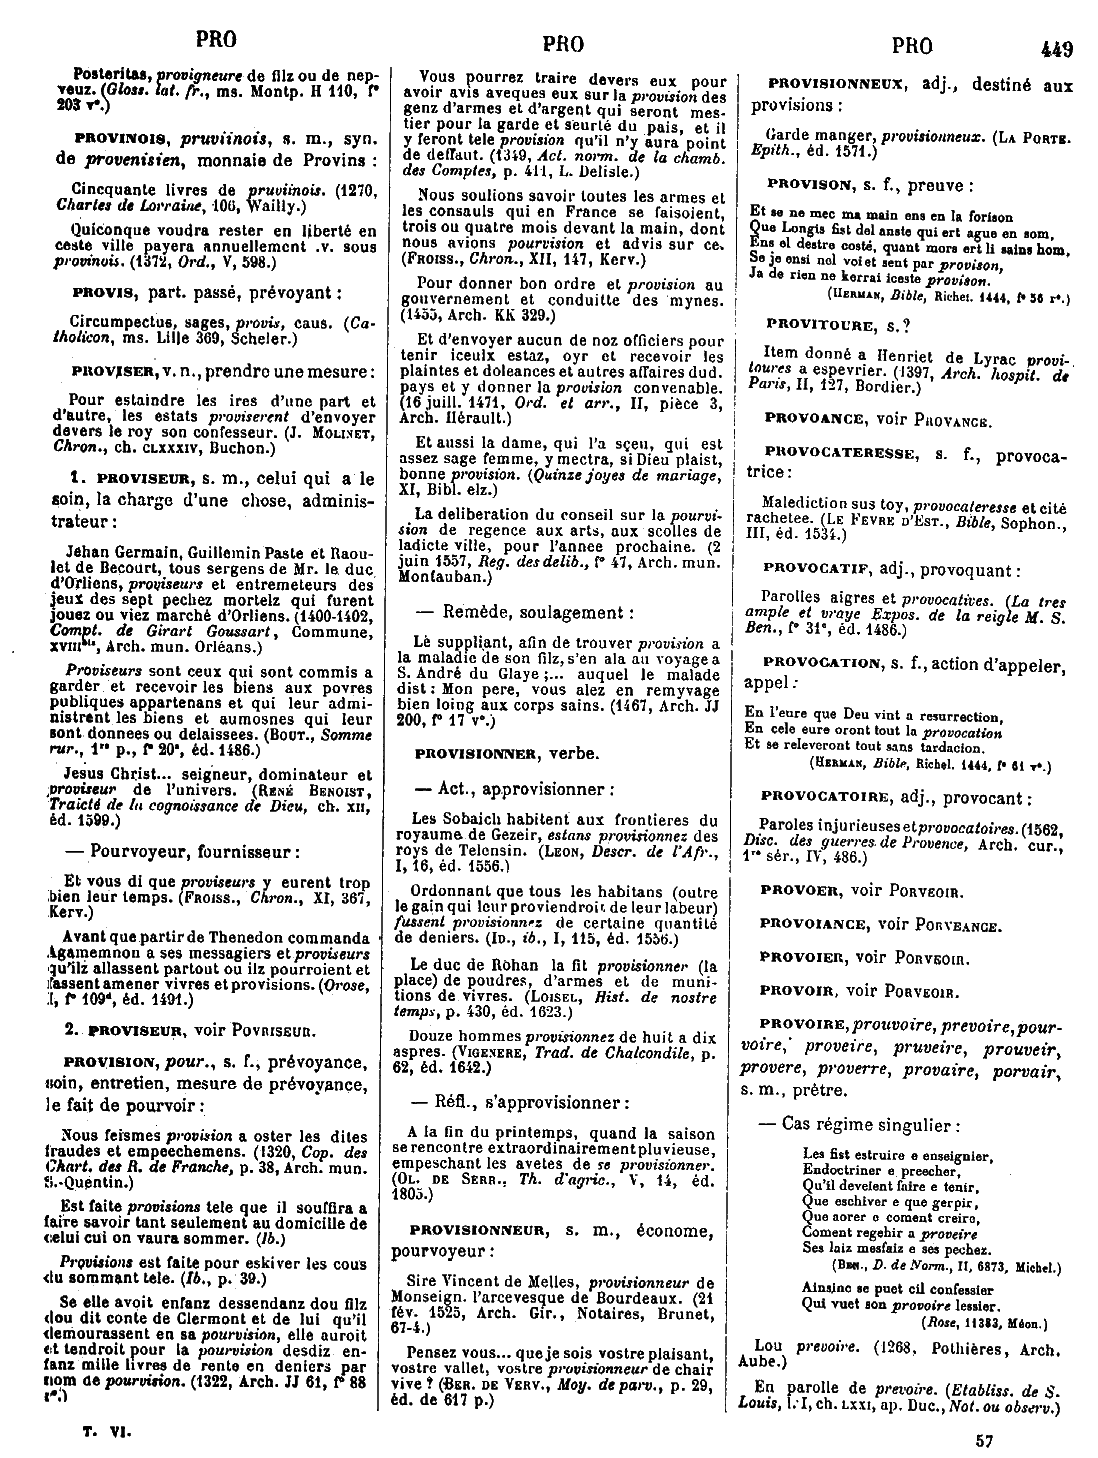 PRO
PRO
PRO
449
Posteritas, provigneure de filz ou de nep-
veuz. (Gloss. lat. fr., ms. Montp. H 110, f°
203 v°.)
PROVINOIS, pruviinois, s. m., syn.
de provenisien, monnaie de Provins :
Cincquante livres de pruviinois. (1270,
Chartes de Lorraine, 106, Wailly.)
Quiconque voudra rester en liberté en
ceste ville payera annuellement .v. sous
provinois. (1372, Ord., V, 598.)
PROVIS, part. passé, prévoyant :
Circumpectus, sages, provis, caus. (Ca-
tholicon, ms. Lille 369, Scheler.)
PROVISER, v. n., prendre une mesure :
Pour estaindre les ires d'une part et
d'autre, les estats proviserent d'envoyer
devers le roy son confesseur. (J. MOLINET,
Chron., ch. CLXXXIV, Buchon.)
1. PROVISEUR, s. m., celui qui a le
soin, la charge d'une chose, adminis-
trateur :
Jehan Germain, Guillemin Paste et Raou-
let de Becourt, tous sergens de Mr. le duc
d'Orliens, proviseurs et entremeteurs des
jeux des sept pechez mortelz qui furent
jouez ou viez marché d'Orliens. (1400-1402,
Compt. de Girart Goussart, Commune,
Arch. mun. Orléans.)
Proviseurs sont ceux qui sont commis a
garder et recevoir les biens aux povres
publiques appartenans et qui leur admi-
nistrent les biens et aumosnes qui leur
sont donnees ou delaissees. (BOUT., Somme
rur., 1re p., f° 20a, éd. 1486.)
Jesus Christ... seigneur, dominateur et
proviseur de l'univers. (RENÉ BENOIST,
Traicté de la cognoissance de Dieu, ch. XII,
éd. 1599.)
— Pourvoyeur, fournisseur :
Et vous di que proviseurs y eurent trop
bien leur temps. (FROISS., Chron., XI, 367,
Kerv.)
Avant que partir de Thenedon commanda
Agamemnon a ses messagiers et proviseurs
qu'ilz allassent partout ou ilz pourroient et
fassent amener vivres et provisions. (Orose,
I, f° 109d, éd. 1491.)
2. PROVISEUR, voir POVRISEUR.
PROVISION, pour., s. f., prévoyance,
soin, entretien, mesure de prévoyance,
le fait de pourvoir :
Nous feismes provision a oster les dites
fraudes et empeechemens. (1320, Cop. des
Chart. des R. de Franche, p. 38, Arch. mun.
S.-Quentin.)
Est faite provisions tele que il souffira a
faire savoir tant seulement au domicille de
celui cui on vaura sommer. (Ib.)
Provisions est faite pour eskiver les cous
du sommant tele. (Ib., p. 39.)
Se elle avoit enfanz dessendanz dou filz
dou dit conte de Clermont et de lui qu'il
demourassent en sa pourvision, elle auroit
et tendroit pour la pourvision desdiz en-
fanz mille livres de rente en deniers par
nom de pourvision. (1322, Arch. JJ 61, f° 88
r°.)
T. VI.
Vous pourrez traire devers eux pour
avoir avis aveques eux sur la provision des
genz d'armes et d'argent qui seront mes-
tier pour la garde et seurté du pais, et il
y feront tele provision qu'il n'y aura point
de deffaut. (1349, Act. norm. de la chamb.
des Comptes, p. 411, L. Delisle.)
Nous soulions savoir toutes les armes et
les consauls qui en France se faisoient,
trois ou quatre mois devant la main, dont
nous avions pourvision et advis sur ce.
(FROISS., Chron., XII, 147, Kerv.)
Pour donner bon ordre et provision au
gouvernement et conduitte des mynes.
(1455, Arch. KK 329.)
Et d'envoyer aucun de noz officiers pour
tenir iceulx estaz, oyr et recevoir les
plaintes et doleances et autres affaires dud.
pays et y donner la provision convenable.
(16 juill. 1471, Ord. et arr., II, pièce 3,
Arch. Hérault.)
Et aussi la dame, qui l'a sçeu, qui est
assez sage femme, y mectra, si Dieu plaist,
bonne provision. (Quinze joyes de mariage,
XI, Bibl. elz.)
La deliberation du conseil sur la pourvi-
sion de regence aux arts, aux scolles de
ladicte ville, pour l'annee prochaine. (2
juin 1557, Reg. des delib., f° 47, Arch. mun.
Montauban.)
— Remède, soulagement :
Le suppliant, afin de trouver provision a
la maladie de son filz, s'en ala au voyage a
S. André du Glaye ;... auquel le malade
dist : Mon pere, vous alez en remyvage
bien loing aux corps sains. (1467, Arch. JJ
200, f° 17 v°.)
PROVISIONNER, verbe.
— Act., approvisionner :
Les Sobaich habitent aux frontieres du
royaume de Gezeir, estans provisionnez des
roys de Telensin. (LEON, Descr. de l'Afr.,
I, 16, éd. 1556.)
Ordonnant que tous les habitans (outre
le gain qui leur proviendroit de leur labeur)
fussent provisionnez de certaine quantité
de deniers. (ID., ib., I, 115, éd. 1556.)
Le duc de Rohan la fit provisionner (la
place) de poudres, d'armes et de muni-
tions de vivres. (LOISEL, Hist. de nostre
temps, p. 430, éd. 1623.)
Douze hommes provisionnez de huit a dix
aspres. (VIGENERE, Trad. de Chalcondile, p.
62, éd. 1642.)
— Réfl., s'approvisionner :
A la fin du printemps, quand la saison
se rencontre extraordinairement pluvieuse,
empeschant les avetes de se provisionner.
(OL. DE SERR., Th. d'agric., V, 14, éd.
1805.)
PROVISIONNEUR, s. m., économe,
pourvoyeur :
Sire Vincent de Melles, provisionneur de
Monseign. l'arcevesque de Bourdeaux. (21
fév. 1525, Arch. Gir., Notaires, Brunet,
67-4.)
Pensez vous... que je sois vostre plaisant,
vostre vallet, vostre provisionneur de chair
vive ? (BER. DE VERV., Moy. de parv., p. 29,
éd. de 617 p.)
PROVISIONNEUX, adj., destiné aux
provisions :
Garde manger, provisionneux. (LA PORTE.
Epith., éd. 1571.)
PROVISON, s. f., preuve :
Et se ne mec ma main ens en la forison
Que Longis fist del anste qui ert ague en som,
Ens el destre costé, quant mors ert li sains hom,
Se je ensi nel voi et sent par provison,
Ja de rien ne kerrai iceste provison.
(HERMAN, Bible, Richel. 1444, f° 56 r°.)
PROVITOURE, s. ?
Item donné a Henriet de Lyrac provi-
toures a espevrier. (1397, Arch. hospit. de
Paris, II, 127, Bordier.)
PROVOANCE, voir PROVANCE.
PROVOCATERESSE, s. f., provoca-
trice :
Malediction sus toy, provocateresse et cité
rachetee. (LE FEVRE D'EST., Bible, Sophon.,
III, éd. 1534.)
PROVOCATIF, adj., provoquant :
Parolles aigres et provocatives. (La tres
ample et vraye Expos. de la reigle M. S.
Ben., f° 31c, éd. 1486.)
PROVOCATION, s. f., action d'appeler,
appel :
En l'eure que Deu vint a resurrection,
En cele eure oront tout la provocation
Et se releveront tout sans tardacion.
(HERMAN, Bible, Richel. 1444, f° 61 v°.)
PROVOCATOIRE, adj., provocant :
Paroles injurieuses et provocatoires. (1562,
Disc. des guerres de Provence, Arch. cur.,
1re sér., IV, 486.)
PROVOER, voir PORVEOIR.
PROVOIANCE, voir PORVEANCE.
PROVOIER, voir PORVEOIR.
PROVOIR, voir PORVEOIR.
PROVOIRE, prouvoire, prevoire, pour-
voire, proveire, pruveire, prouveir,
provere, proverre, provaire, porvair,
s. m., prêtre.
— Cas régime singulier :
Les fist estruire e enseignier,
Endoctriner e preecher,
Qu'il deveient faire e tenir,
Que eschiver e que gerpir,
Que aorer e coment creire,
Coment regehir a proveire
Ses laiz mesfaiz e ses pechez.
(BEN., D. de Norm., II, 6873, Michel.)
Ainsinc se puet cil confessier
Qui vuet son provoire lessier.
(Rose, 11383, Méon.)
Lou prevoire. (1268, Pothières, Arch.
Aube.)
En parolle de prevoire. (Etabliss. de S.
Louis, l. I, ch. LXXI, ap. Duc., Not. ou observ.)
57